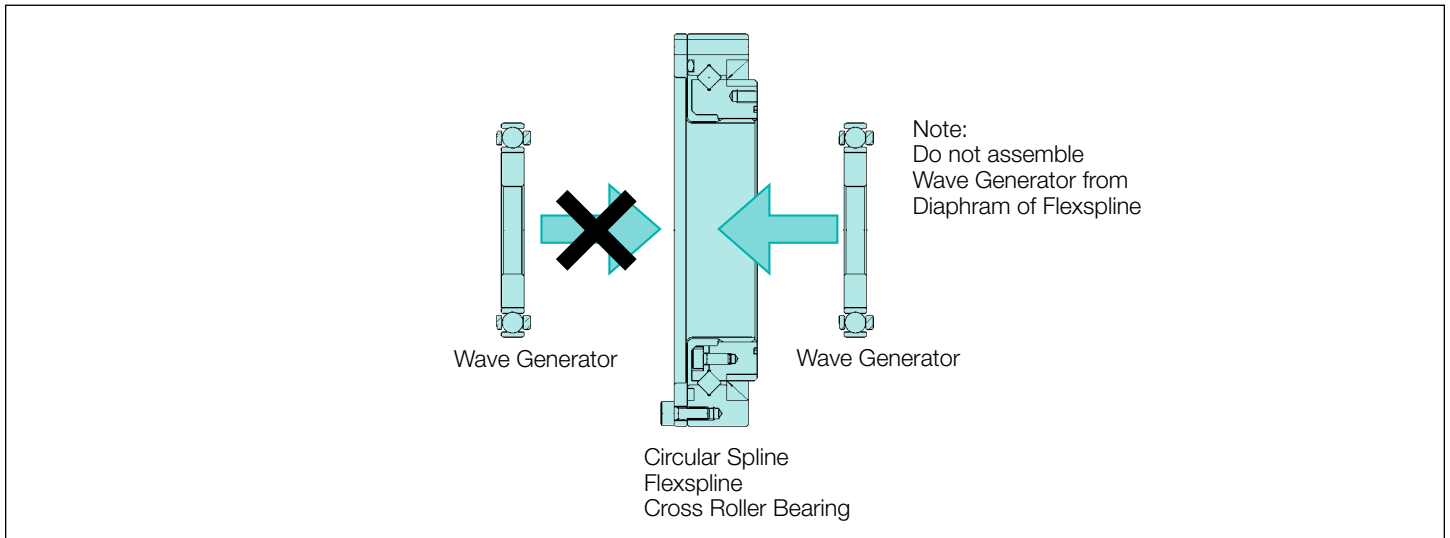 Note:
Do not assemble
Wave Generator from
Diaphram of Flexspline
Wave Generator
Wave Generator
Circular Spline
Flexspline
Cross Roller Bearing